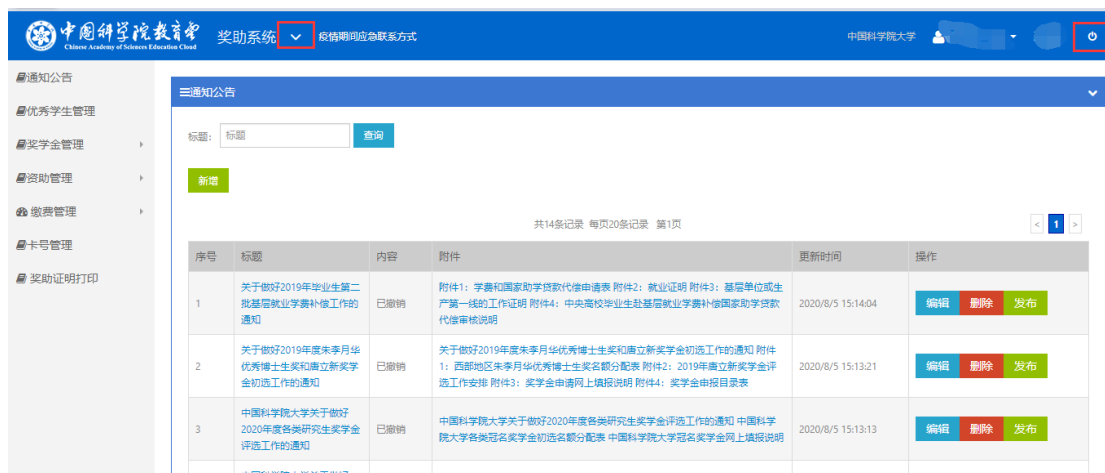 中国科学院教育云
Chinese Academy of Sciences Education Cloud
奖助系统
疫情期间应急联系方式
中国科学院大学
通知公告
优秀学生管理
奖学金管理
资助管理
缴费管理
卡号管理
奖助证明打印
通知公告
标题: 标题 查询
新增
共14条记录 每页20条记录 第1页
< 1 >
序号 标题 内容 附件 更新时间 操作
1
关于做好2019年毕业生第二
批基层就业学费补偿工作的
通知
已撤销
附件1：学费和国家助学贷款代偿申请表 附件2：就业证明 附件3：基层单位或生
产第一线的工作证明 附件4：中央高校毕业生赴基层就业学费补偿国家助学贷款
代偿审核说明
2020/8/5 15:14:04
编辑 删除 发布
2
关于做好2019年度朱李月华
优秀博士生奖和唐立新奖学
金初选工作的通知
已撤销
关于做好2019年度朱李月华优秀博士生奖和唐立新奖学金初选工作的通知 附件
1：西部地区朱李月华优秀博士生奖名额分配表 附件2：2019年唐立新奖学金评
选工作安排 附件3：奖学金申请网上填报说明 附件4：奖学金申报目录表
2020/8/5 15:13:21
编辑 删除 发布
3
中国科学院大学关于做好
2020年度各类研究生奖学金
评选工作的通知
已撤销
中国科学院大学关于做好2020年度各类研究生奖学金评选工作的通知 中国科学
院大学各类冠名奖学金初选名额分配表 中国科学院大学冠名奖学金网上填报说明
2020/8/5 15:13:13
编辑 删除 发布